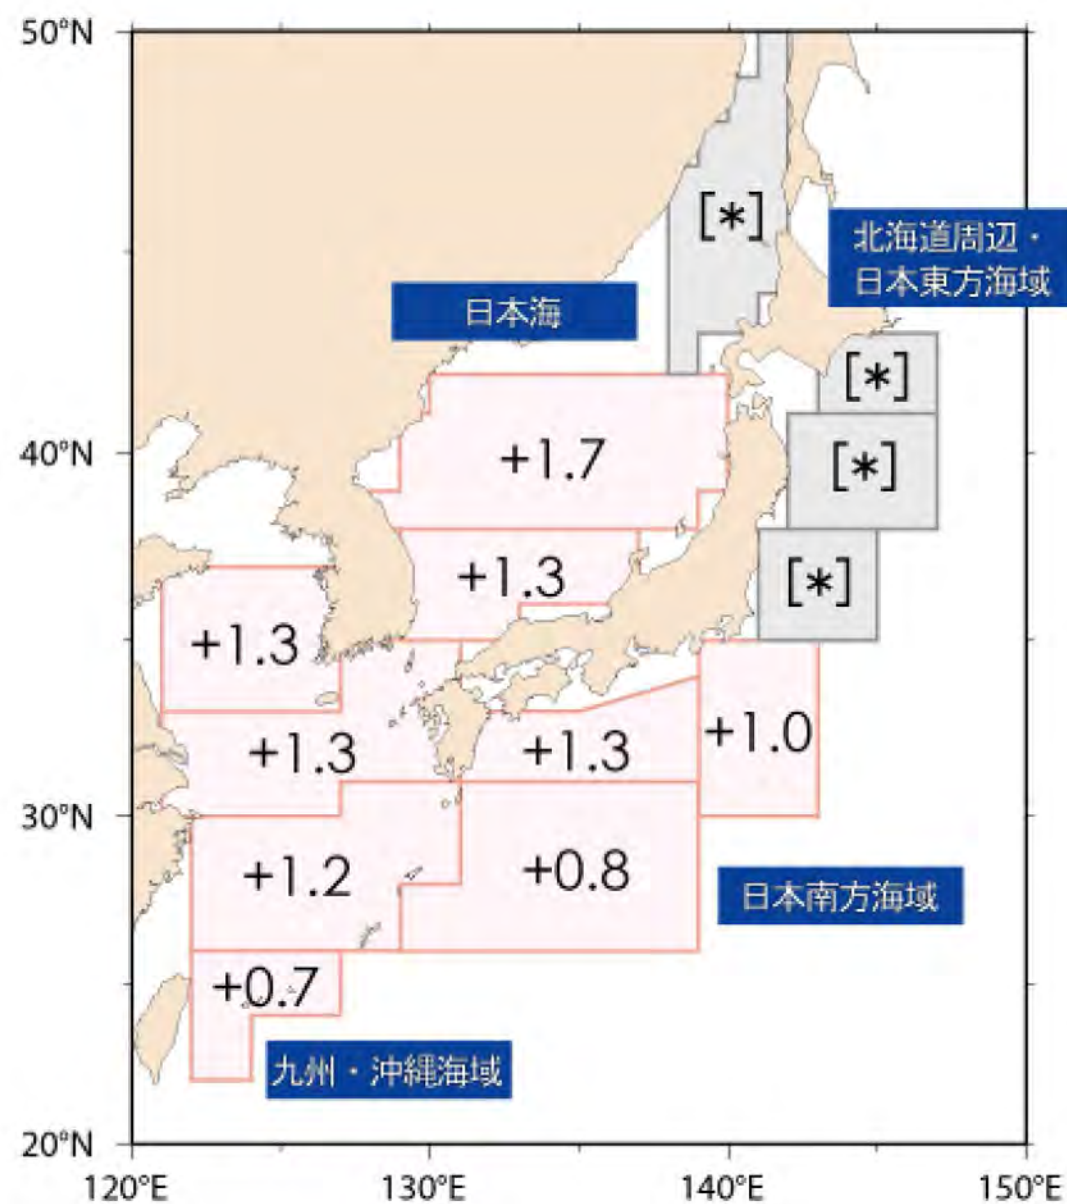 50°N
[*]
北海道周辺・
日本東方海域
日本海
[*]
40°N
+1.7
[*]
+1.3
[*]
+1.3
+1.3
+1.3
+1.0
30°N
+1.2
+0.8
日本南方海域
+0.7
九州・沖縄海域
20°N
120°E
130°E
140°E
150°E